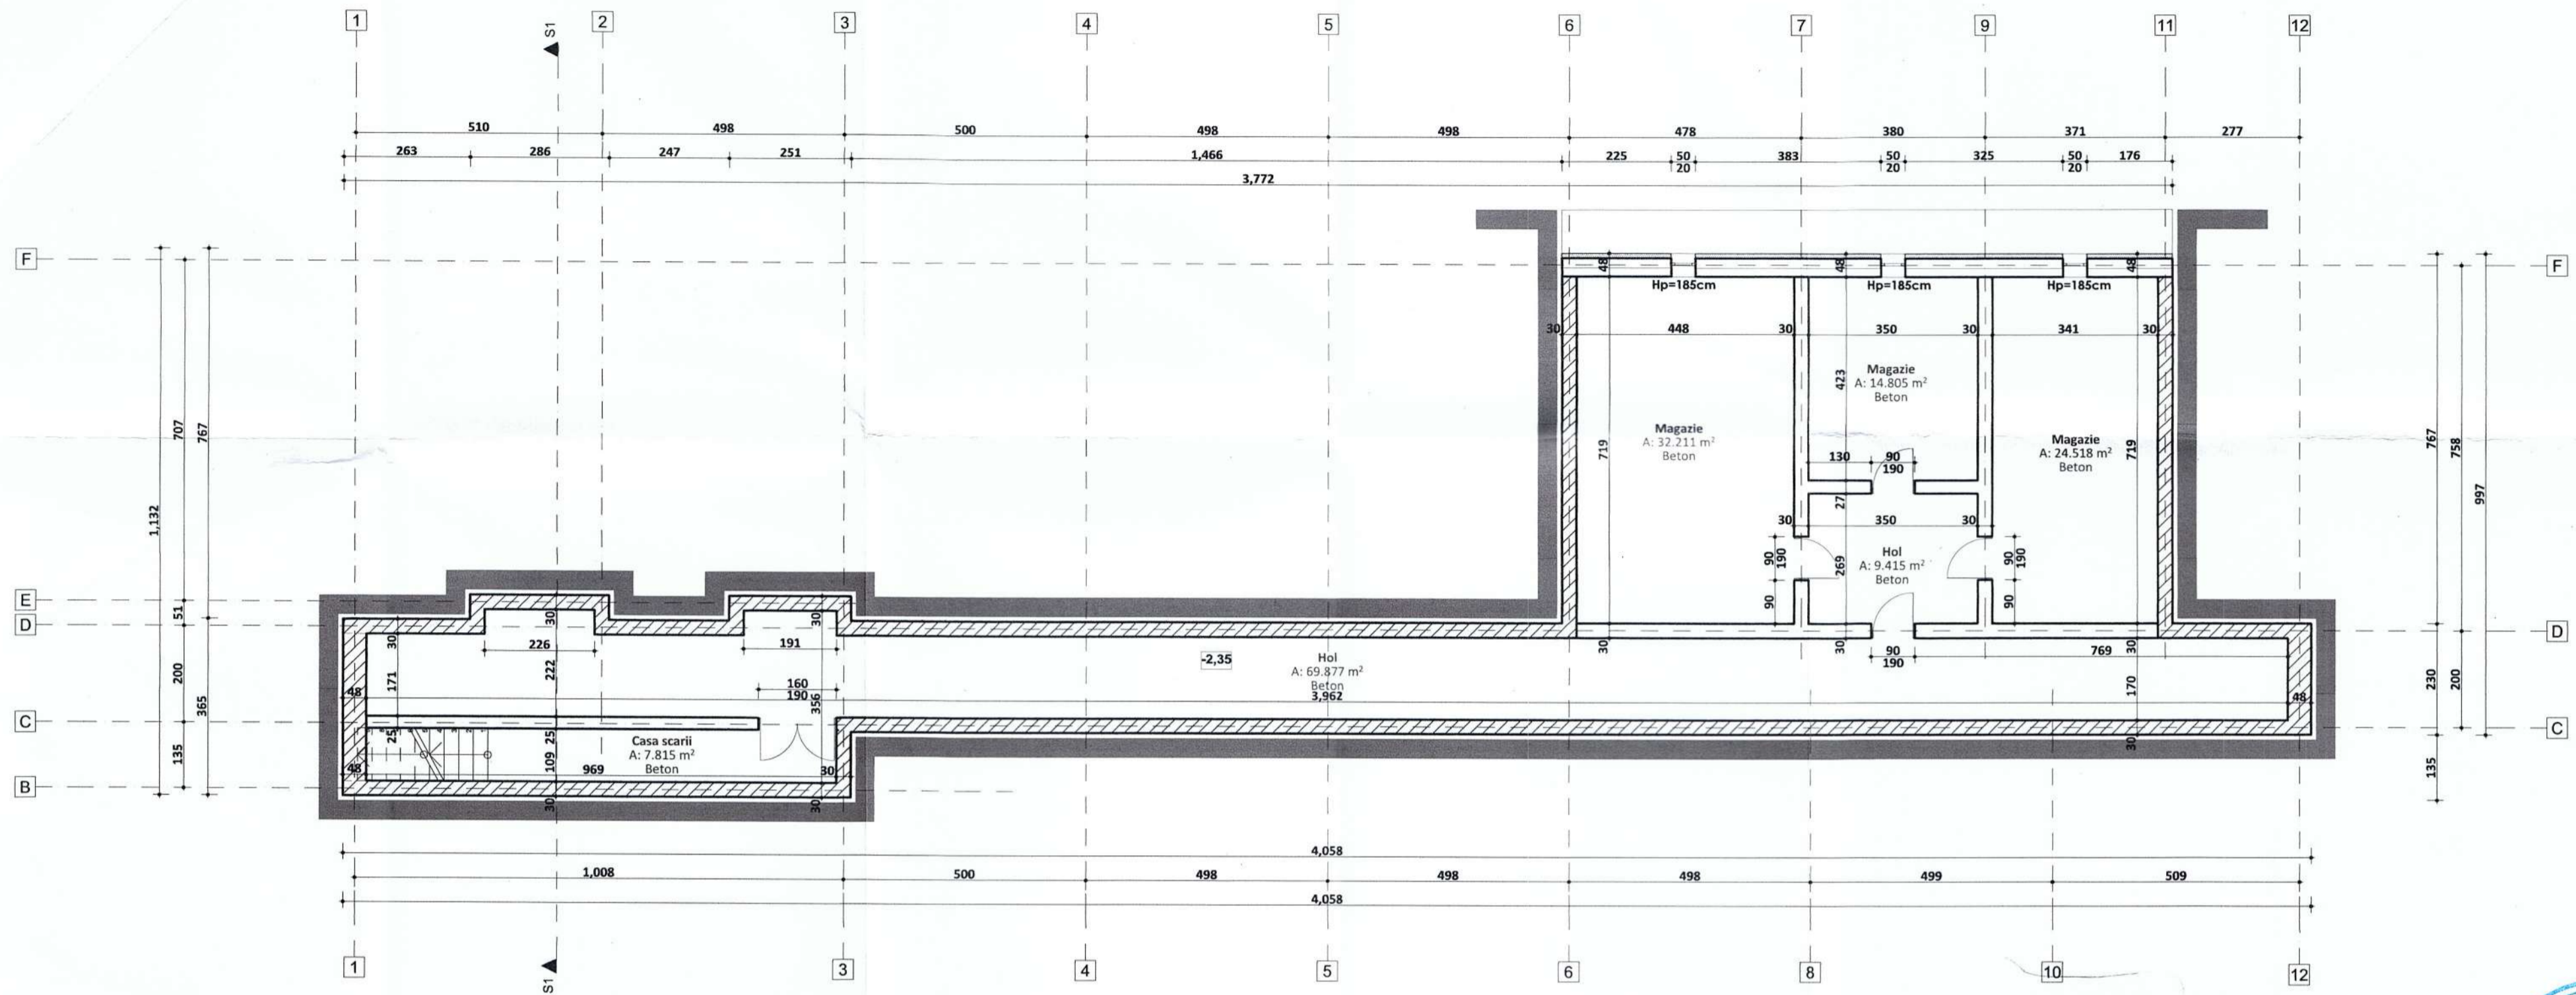 1 S1 2 3 4 5 6 7 9 11 12
510 498 500 498 498 478 380 371 277
263 286 247 251 1,466 225 50 383 50 325 50 176
20 20 20
3,772
F F
48 48 48
Hp=185cm Hp=185cm Hp=185cm
30 448 30 350 30 341 30
Magazie
A: 14.805 m²
Beton
423
Magazie
A: 32.211 m²
Beton
719
Magazie
A: 24.518 m²
Beton
719
130 90
190
27
30 350 30
Hol
A: 9.415 m²
Beton
269
90 190
90
90 190
90
707 767
1,132
51
200 365
135
767 758
997
230 200
135
E
D D
C C
B
30 30 30
226 191
222
171
48
160
190
356
-2,35
Hol
A: 69.877 m²
Beton
3,962
30 30 30
90
190
769
170
48
30
25 25
109
Casa scarii
A: 7.815 m²
Beton
48 969 30
30 30
4,058
1,008 500 498 498 498 499 509
4,058
1 S1 3 4 5 6 8 10 12